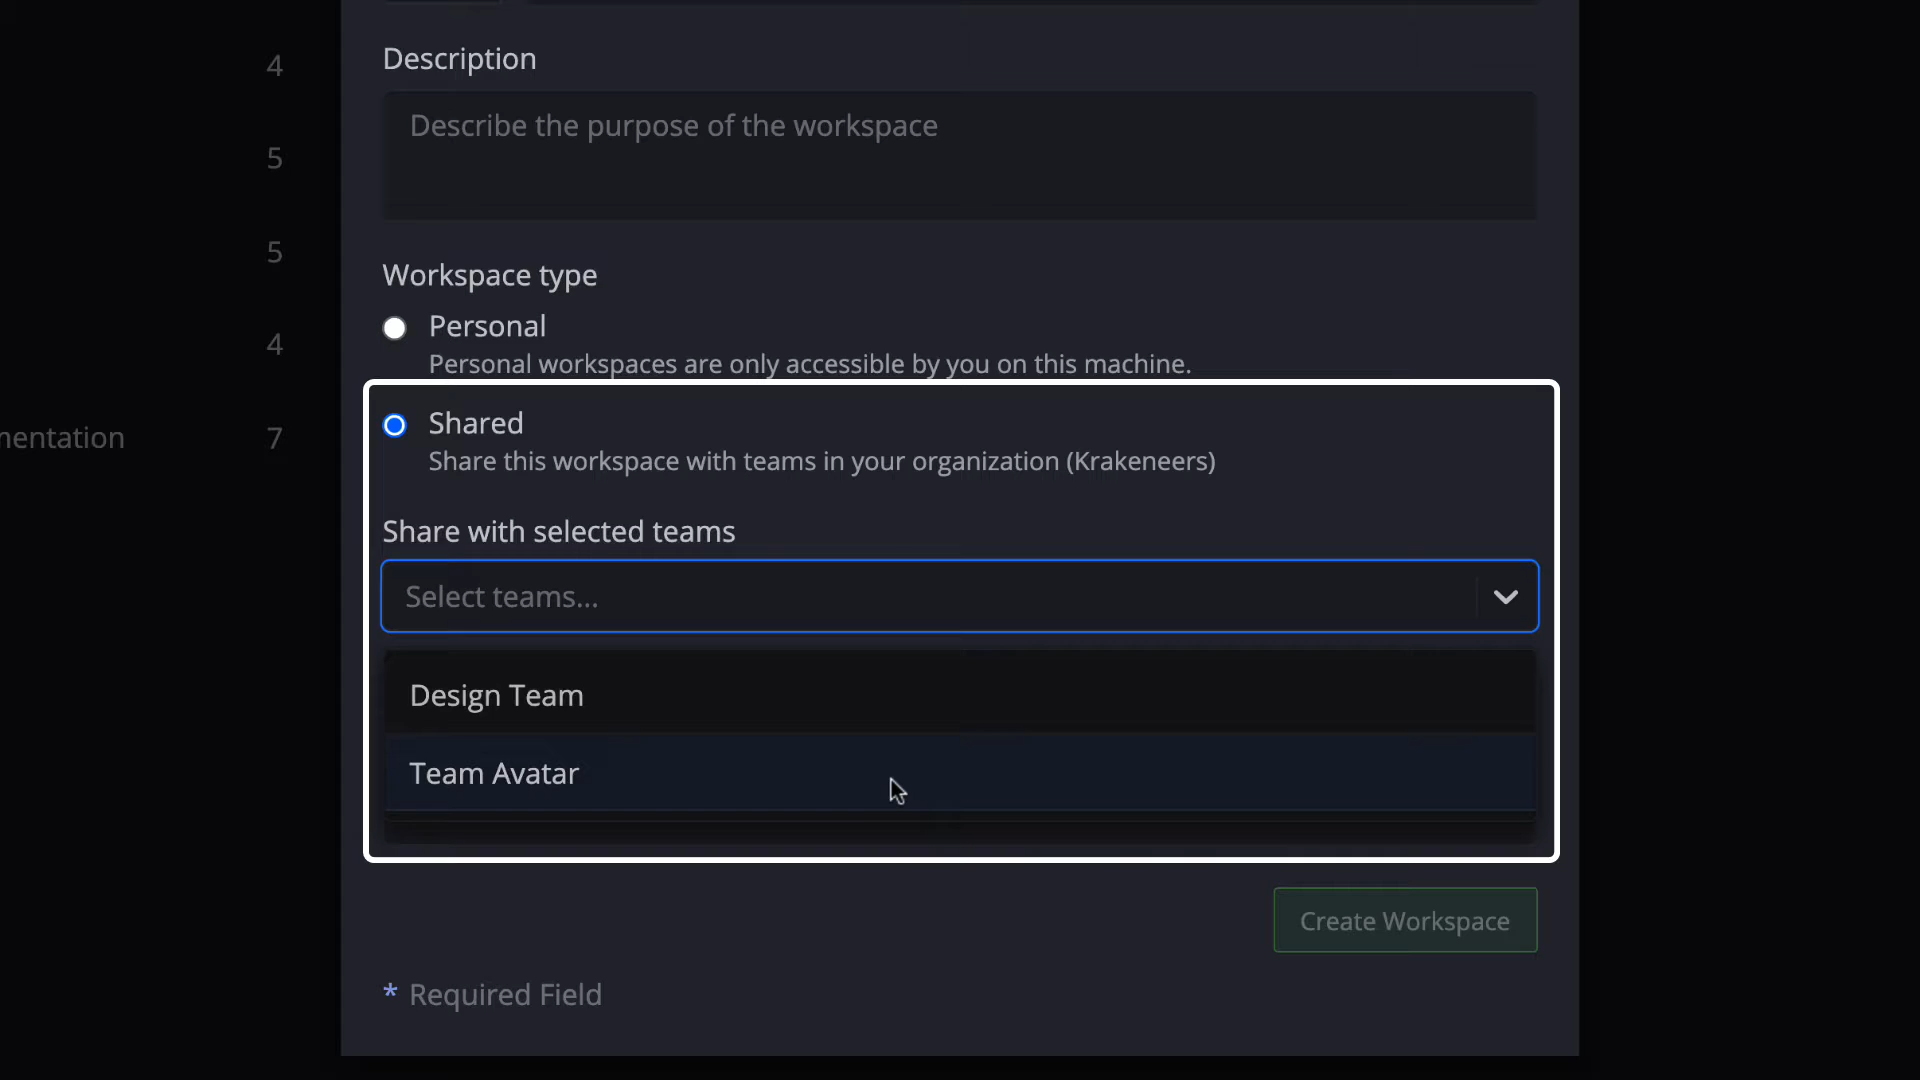 4
5
5
4
mentation 7
Description
Describe the purpose of the workspace
Workspace type
Personal
Personal workspaces are only accessible by you on this machine.
Shared
Share this workspace with teams in your organization (Krakeneers)
Share with selected teams
Select teams...
Design Team
Team Avatar
Create Workspace
* Required Field